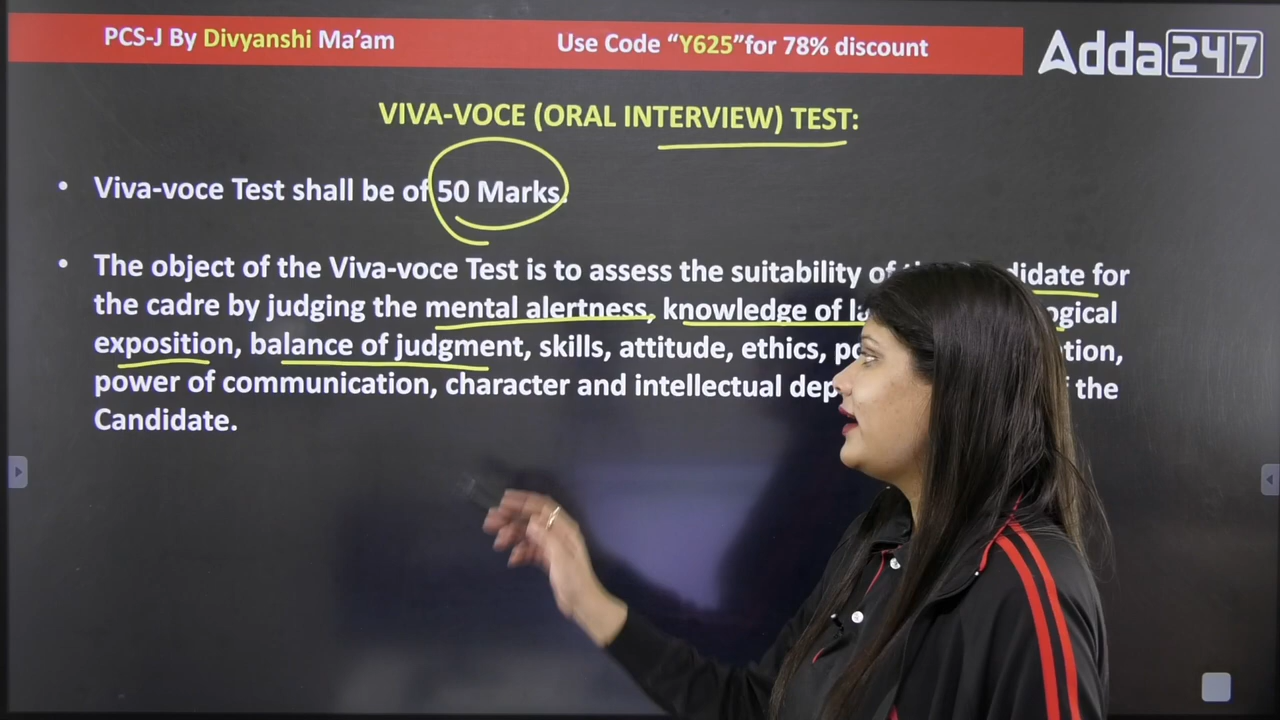 PCS-J By Divyanshi Ma'am
Use Code “Y625”for 78% discount
Adda247
VIVA-VOCE (ORAL INTERVIEW) TEST:
• Viva-voce Test shall be of 50 Marks.
• The object of the Viva-voce Test is to assess the suitability of for
the cadre by judging the mental alertness, knowledge of
exposition, balance of judgment, skills, attitude, ethics,
power of communication, character and intellectual the
Candidate.